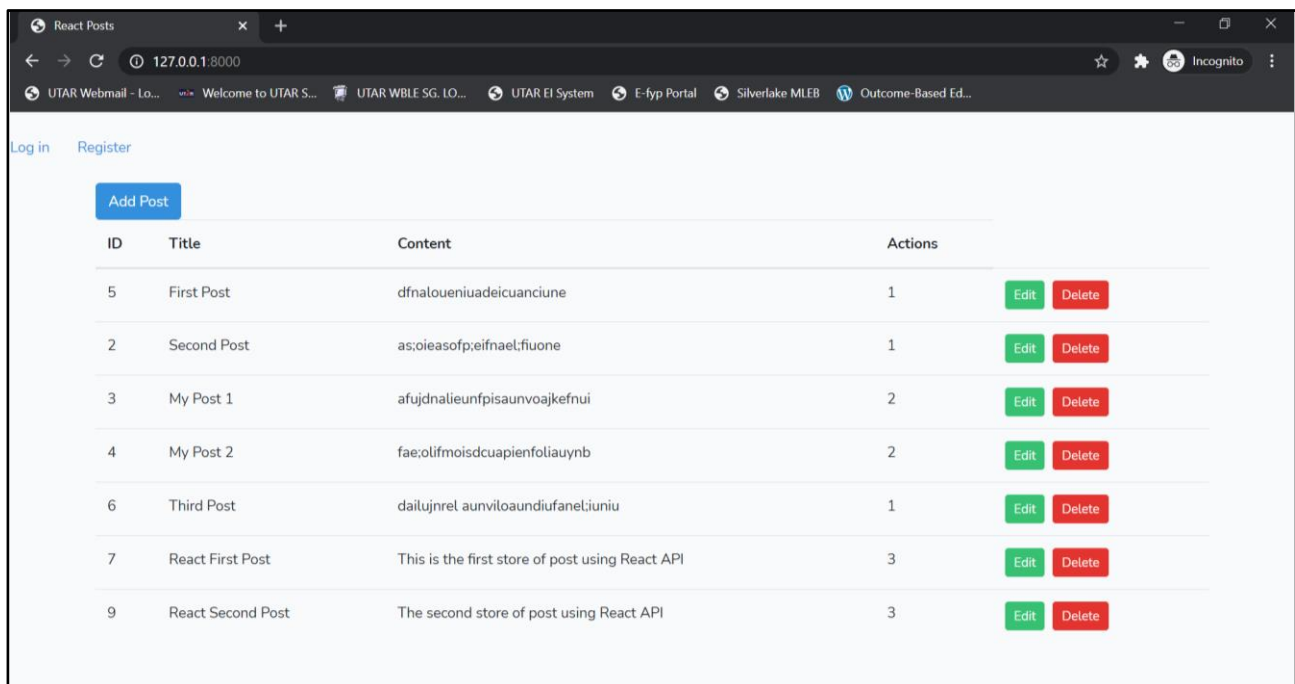 React Posts
127.0.0.1:8000
Incognito
UTAR Webmail - Lo... Welcome to UTAR S... UTAR WBLE SG. LO... UTAR EI System E-fyp Portal Silverlake MLEB Outcome-Based Ed...
Log in Register
Add Post
ID Title Content Actions
5 First Post dfnaloueniuadeicuanciune 1 Edit Delete
2 Second Post as;oieasofp;eifnael;fiuone 1 Edit Delete
3 My Post 1 afujdnalieunfpisaunvoajkefnui 2 Edit Delete
4 My Post 2 fae;olifmoisdcuapienfoliauynb 2 Edit Delete
6 Third Post dailujnrel aunviloaundiufanel;iuniu 1 Edit Delete
7 React First Post This is the first store of post using React API 3 Edit Delete
9 React Second Post The second store of post using React API 3 Edit Delete